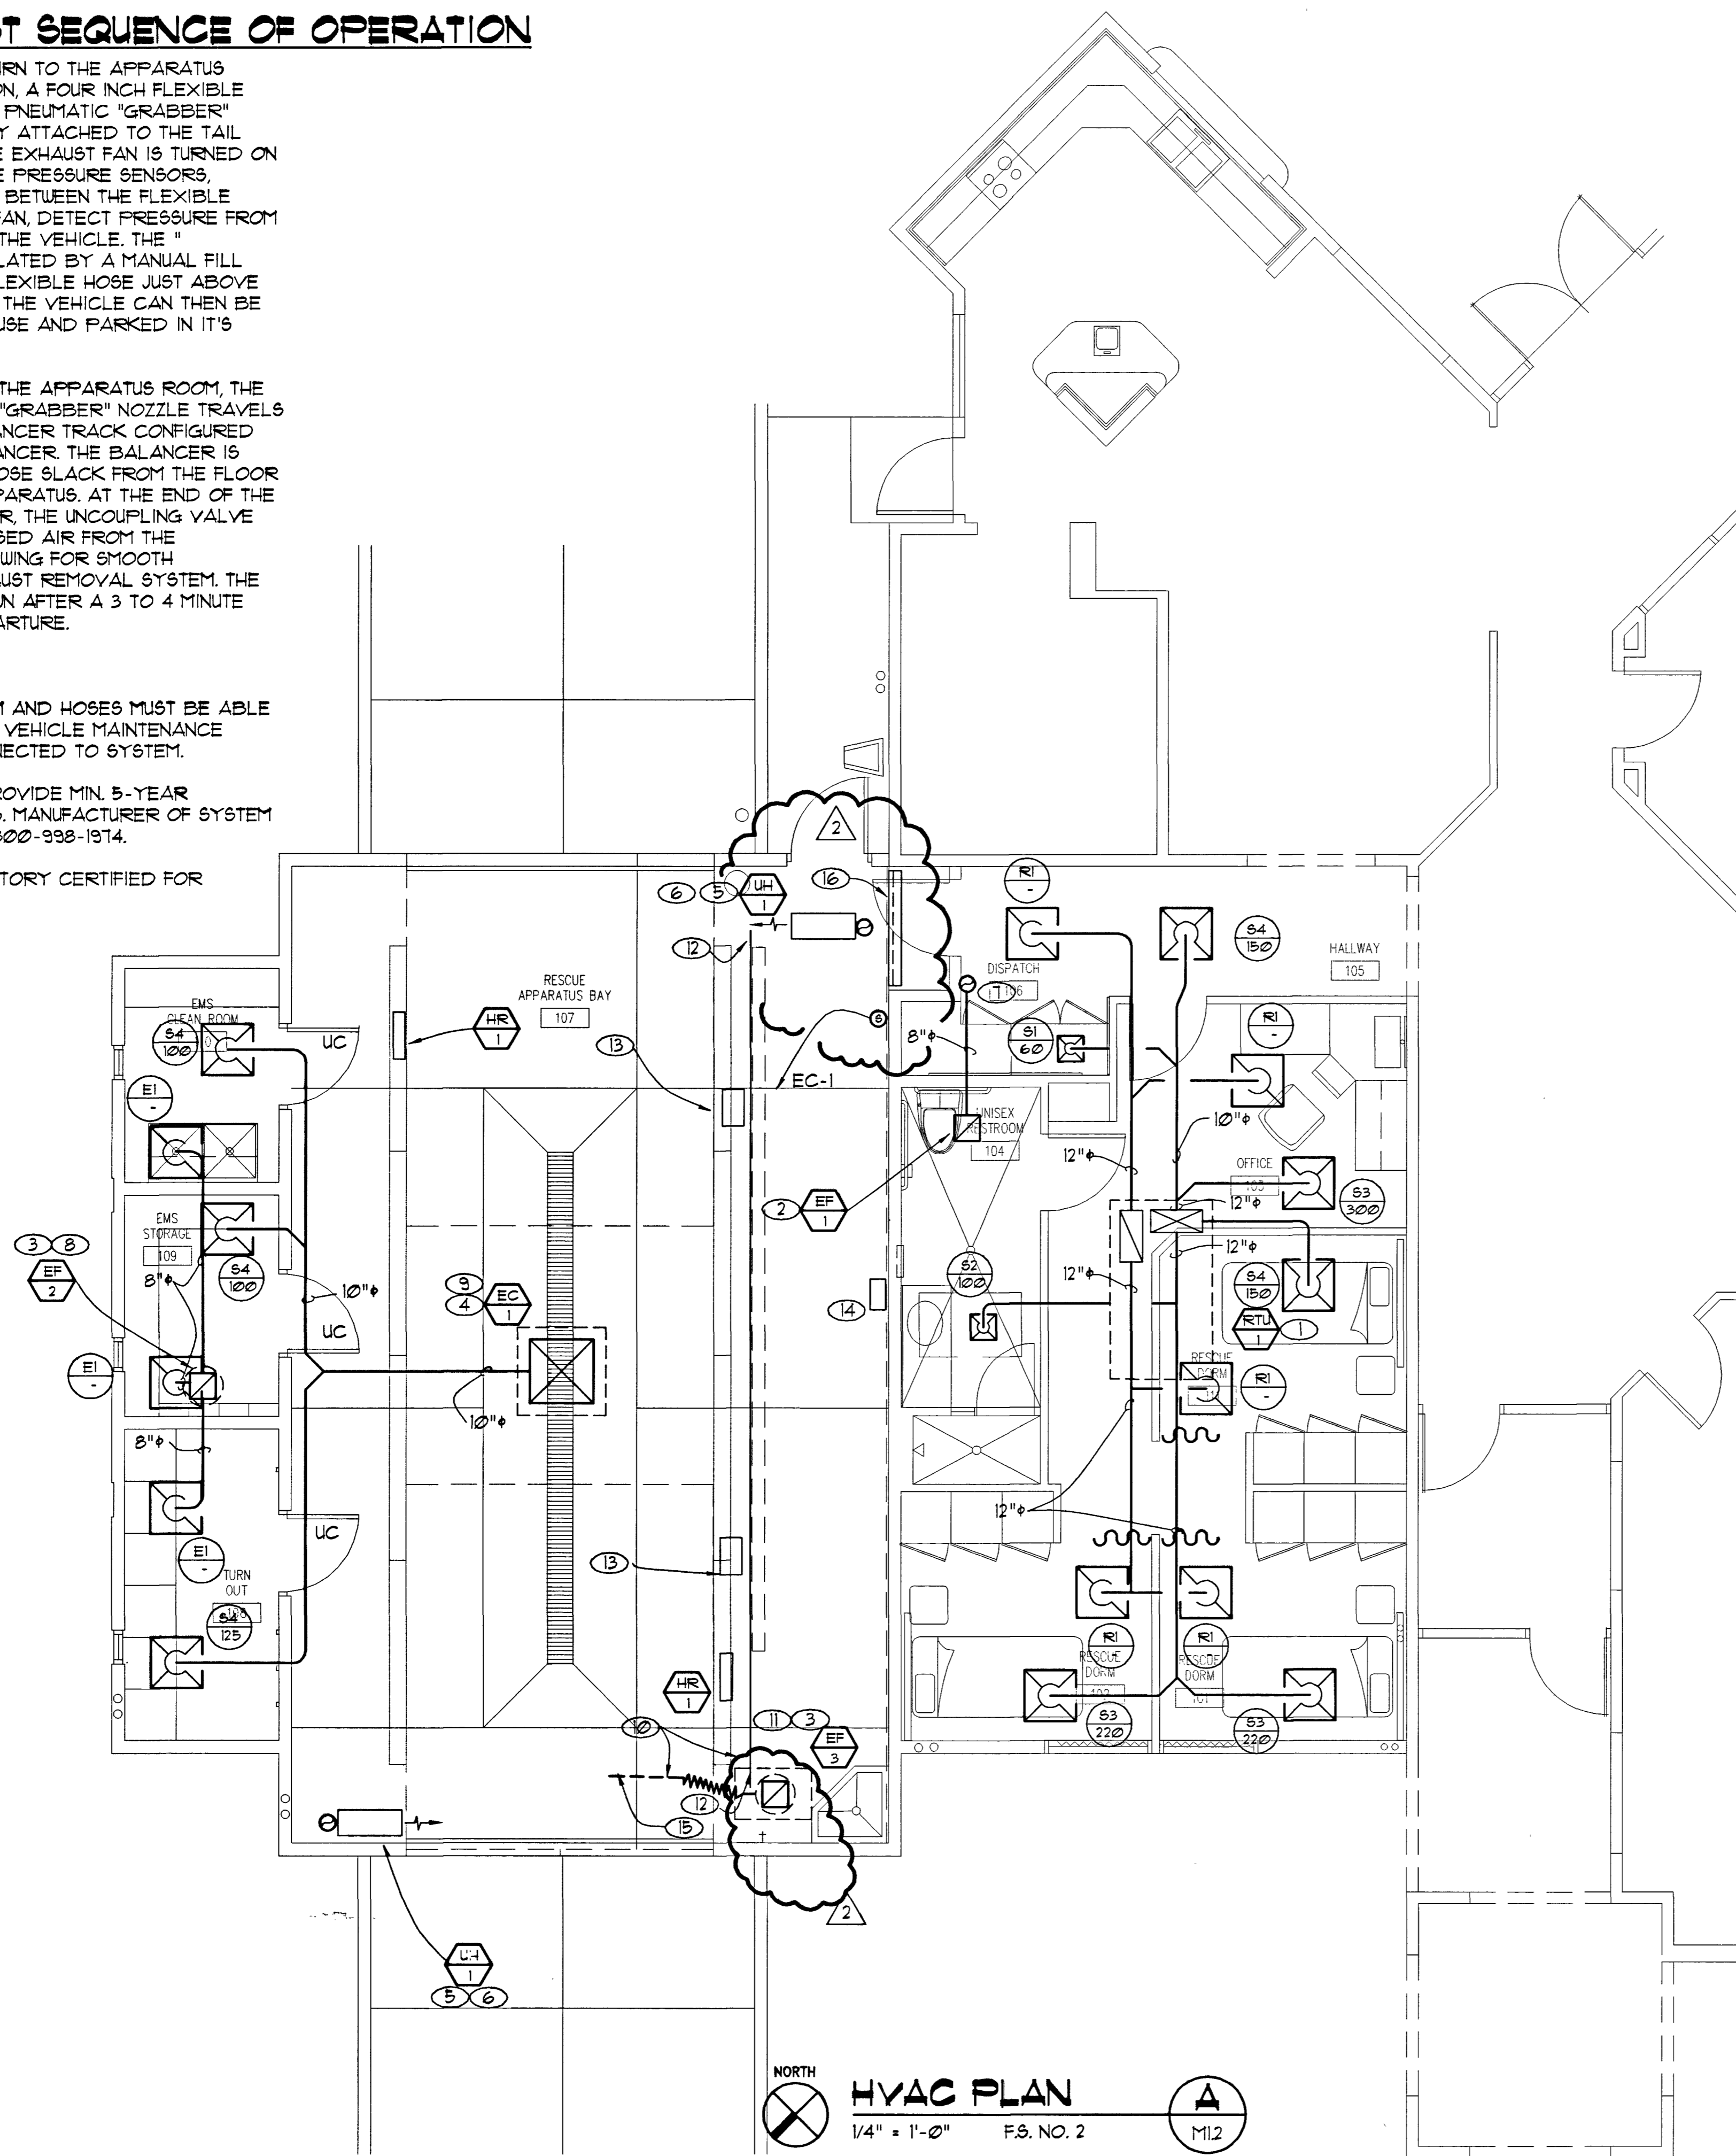 T SEQUENCE OF OPERATION
RN TO THE APPARATUS
ON, A FOUR INCH FLEXIBLE
PNEUMATIC "GRABBER"
Y ATTACHED TO THE TAIL
E EXHAUST FAN IS TURNED ON
E PRESSURE SENSORS,
BETWEEN THE FLEXIBLE
FAN, DETECT PRESSURE FROM
THE VEHICLE. THE "
LATED BY A MANUAL FILL
LEXIBLE HOSE JUST ABOVE
THE VEHICLE CAN THEN BE
USE AND PARKED IN IT'S
THE APPARATUS ROOM, THE
"GRABBER" NOZZLE TRAVELS
ANCER TRACK CONFIGURED
ANCER. THE BALANCER IS
OSE SLACK FROM THE FLOOR
PARATUS. AT THE END OF THE
R, THE UNCOUPLING VALVE
SED AIR FROM THE
WING FOR SMOOTH
UST REMOVAL SYSTEM. THE
UN AFTER A 3 TO 4 MINUTE
ARTURE.
M AND HOSES MUST BE ABLE
VEHICLE MAINTENANCE
NECTED TO SYSTEM.
ROVIDE MIN. 5-YEAR
S. MANUFACTURER OF SYSTEM
800-998-1974.
TORY CERTIFIED FOR
2
6 5 UH 1
16
12
R1 -
S4 150
HALLWAY
105
DISPATCH
106
17
RESCUE
APPARATUS BAY
107
HR 1
13
S
EC-1
8"φ
S1 60
R1 -
EMS
CLEAN ROOM
S4 100
UC
E1 -
UNISEX
RESTROOM
104
12"φ
10"φ
OFFICE
103
S3 300
12"φ
2 EF 1
EMS
STORAGE
109
3 8
EF 2
8"φ
S4 100
10"φ
UC
9
4 EC 1
S2 100
14
12"φ
12"φ
S4 150
RTU 1 1
RESCUE
DORM
R1 -
E1 -
10"φ
8"φ
UC
12"φ
13
E1 -
TURN
OUT
108
S4 125
R1 -
R1 -
RESCUE
DORM
102
RESCUE
DORM
101
S3 220
S3 220
HR 1
10
11 3
EF 3
12
15
2
UH 1
5 6
NORTH
HVAC PLAN
1/4" = 1'-0" F.S. NO. 2
A
M1.2